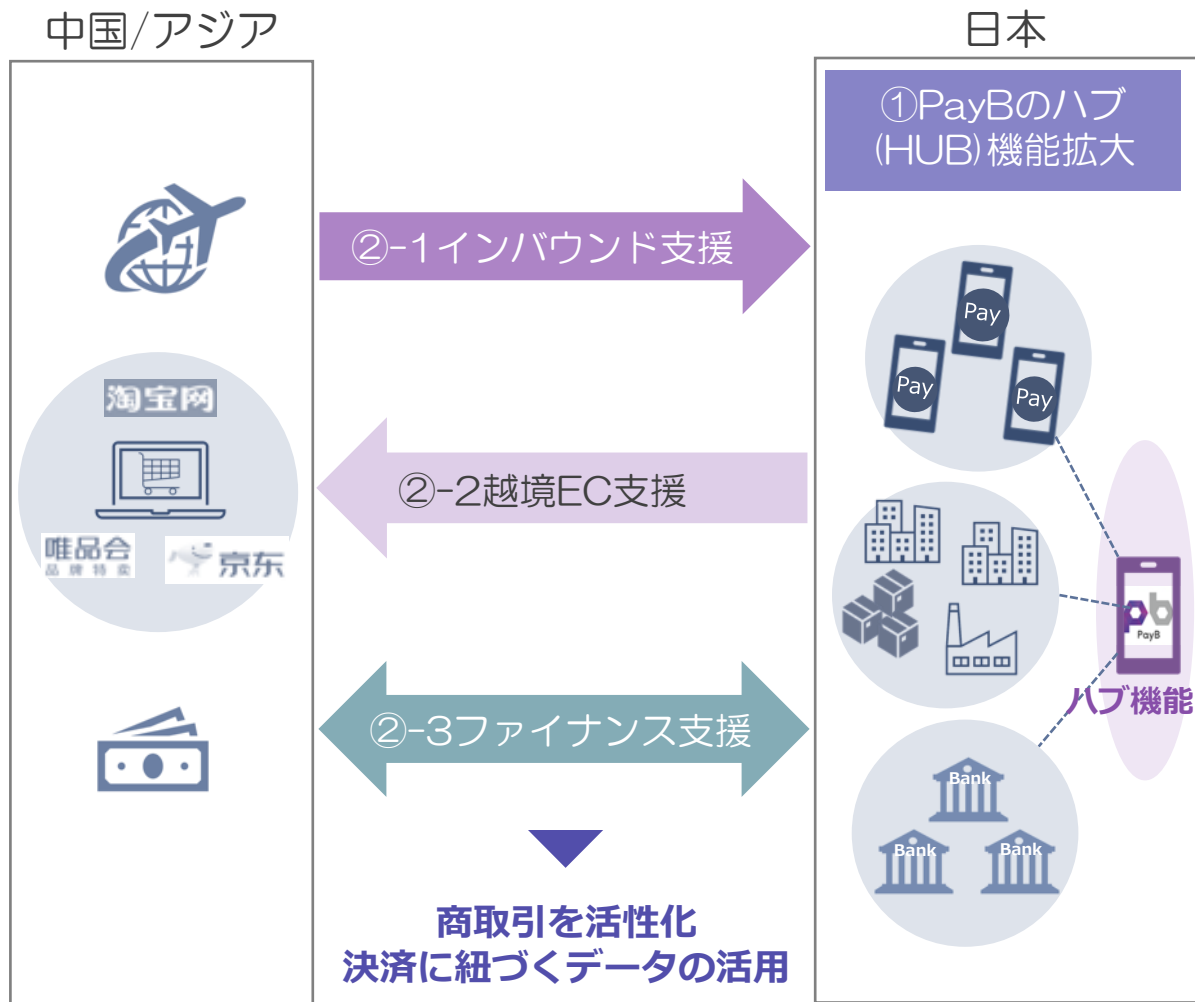 中国/アジア
日本
①PayBのハブ
(HUB)機能拡大
②-1インバウンド支援
Pay
Pay
Pay
淘宝网
②-2越境EC支援
唯品会
品牌特卖
京东
pb
PayB
ハブ機能
②-3ファイナンス支援
Bank
Bank
Bank
商取引を活性化
決済に紐づくデータの活用